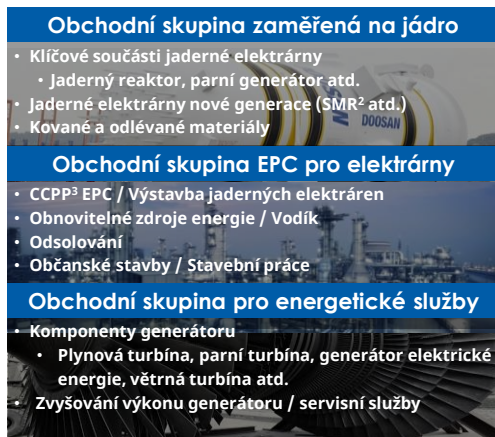 Obchodní skupina zaměřená na jádro
• Klíčové součásti jaderné elektrárny
• Jaderný reaktor, parní generátor atd.
• Jaderné elektrárny nové generace (SMR² atd.)
• Kované a odlévané materiály
DOOSAN
Obchodní skupina EPC pro elektrárny
• CCPP³ EPC / Výstavba jaderných elektráren
• Obnovitelné zdroje energie / Vodík
• Odsolování
• Občanské stavby / Stavební práce
Obchodní skupina pro energetické služby
• Komponenty generátoru
• Plynová turbína, parní turbína, generátor elektrické
energie, větrná turbína atd.
• Zvyšování výkonu generátoru / servisní služby